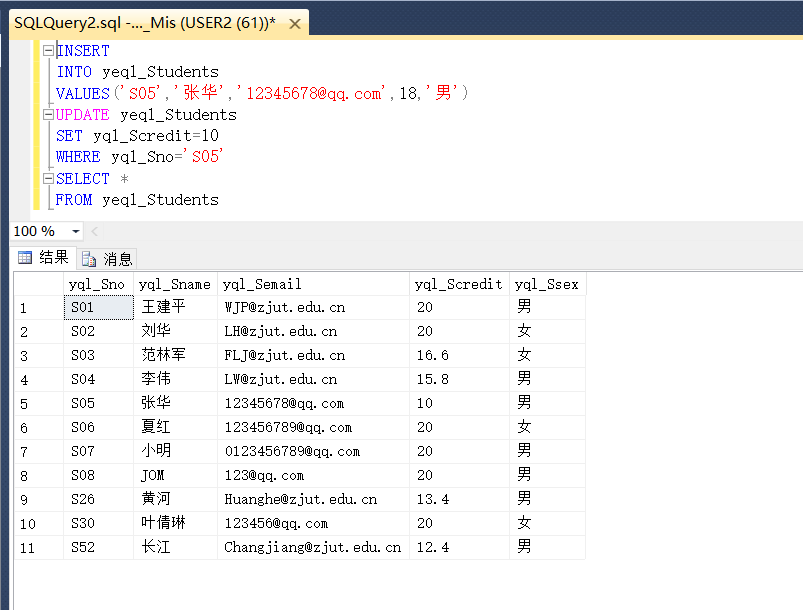 SQLQuery2.sql -..._Mis (USER2 (61))* ×
INSERT
INTO yeql_Students
VALUES('S05','张华','12345678@qq.com',18,'男')
UPDATE yeql_Students
SET yql_Scredit=10
WHERE yql_Sno='S05'
SELECT *
FROM yeql_Students
100 %
结果 消息
yql_Sno yql_Sname yql_Semail yql_Scredit yql_Ssex
1 S01 王建平 WJP@zjut.edu.cn 20 男
2 S02 刘华 LH@zjut.edu.cn 20 女
3 S03 范林军 FLJ@zjut.edu.cn 16.6 女
4 S04 李伟 LW@zjut.edu.cn 15.8 男
5 S05 张华 12345678@qq.com 10 男
6 S06 夏红 123456789@qq.com 20 女
7 S07 小明 0123456789@qq.com 20 男
8 S08 JOM 123@qq.com 20 男
9 S26 黄河 Huanghe@zjut.edu.cn 13.4 男
10 S30 叶倩琳 123456@qq.com 20 女
11 S52 长江 Changjiang@zjut.edu.cn 12.4 男